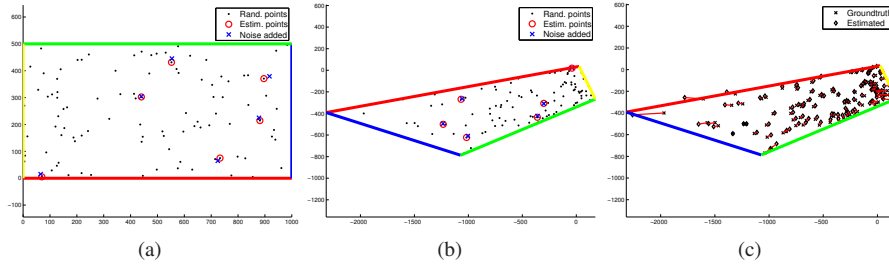 Rand. points
Estim. points
Noise added
600
500
400
300
200
100
0
−100
0 100 200 300 400 500 600 700 800 900 1000
(a)
Rand. points
Estim. points
Noise added
600
400
200
0
−200
−400
−600
−800
−1000
−1200
−1400
−2000 −1500 −1000 −500 0
(b)
Groundtruth
Estimated
600
400
200
0
−200
−400
−600
−800
−1000
−1200
−1400
−2000 −1500 −1000 −500 0
(c)